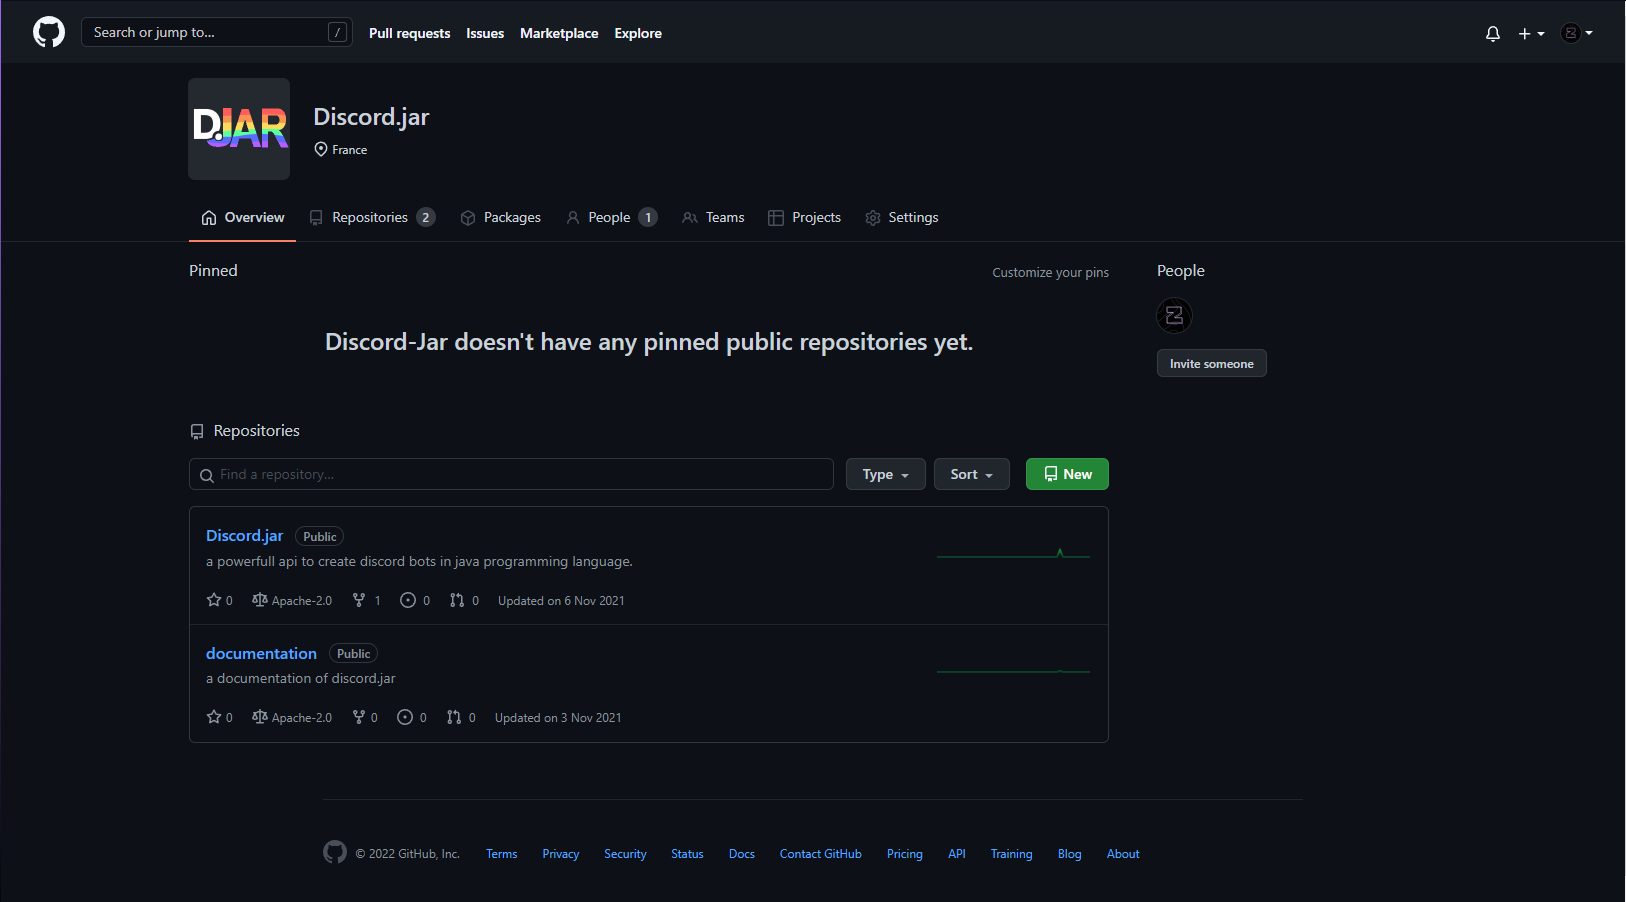 Search or jump to... /
Pull requests Issues Marketplace Explore
D.JAR
Discord.jar
France
Overview Repositories 2 Packages People 1 Teams Projects Settings
Pinned Customize your pins People
Discord-Jar doesn't have any pinned public repositories yet.
Invite someone
Repositories
Find a repository... Type Sort New
Discord.jar Public
a powerfull api to create discord bots in java programming language.
0 Apache-2.0 1 0 0 Updated on 6 Nov 2021
documentation Public
a documentation of discord.jar
0 Apache-2.0 0 0 0 Updated on 3 Nov 2021
© 2022 GitHub, Inc. Terms Privacy Security Status Docs Contact GitHub Pricing API Training Blog About